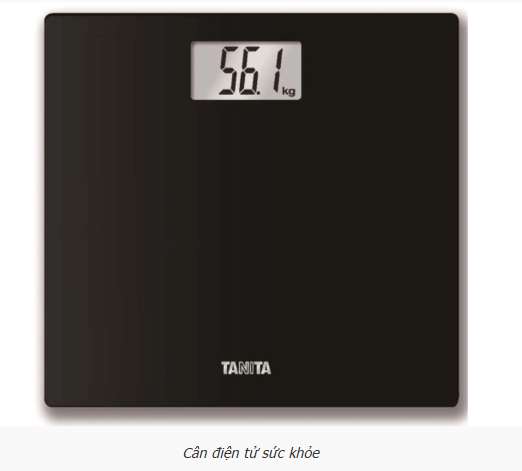 56.1 kg
TANITA
Cân điện tử sức khỏe